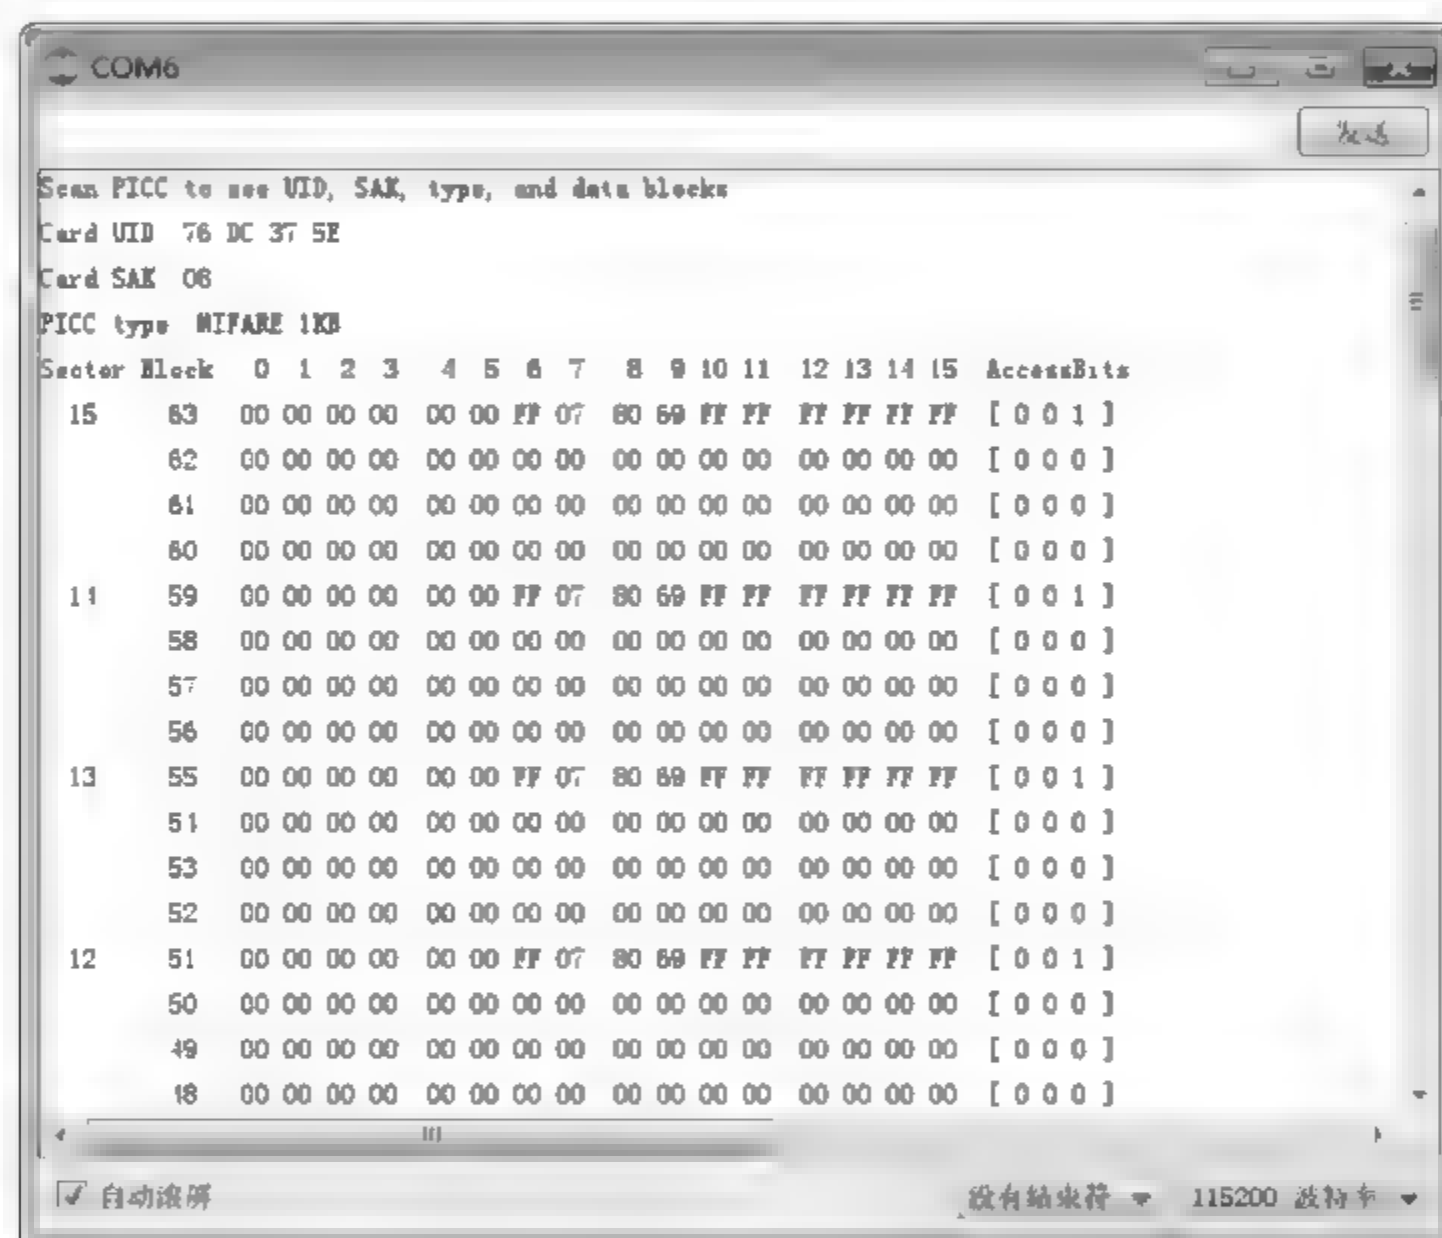 COM6
发送
Scan PICC to see UID, SAK, type, and data blocks
Card UID 76 DC 37 5E
Card SAK 08
PICC type MIFARE 1KB
Sector Block 0 1 2 3 4 5 6 7 8 9 10 11 12 13 14 15 AccessBits
15 63 00 00 00 00 00 00 FF 07 80 69 FF FF FF FF FF FF [ 0 0 1 ]
62 00 00 00 00 00 00 00 00 00 00 00 00 00 00 00 00 [ 0 0 0 ]
61 00 00 00 00 00 00 00 00 00 00 00 00 00 00 00 00 [ 0 0 0 ]
60 00 00 00 00 00 00 00 00 00 00 00 00 00 00 00 00 [ 0 0 0 ]
14 59 00 00 00 00 00 00 FF 07 80 69 FF FF FF FF FF FF [ 0 0 1 ]
58 00 00 00 00 00 00 00 00 00 00 00 00 00 00 00 00 [ 0 0 0 ]
57 00 00 00 00 00 00 00 00 00 00 00 00 00 00 00 00 [ 0 0 0 ]
56 00 00 00 00 00 00 00 00 00 00 00 00 00 00 00 00 [ 0 0 0 ]
13 55 00 00 00 00 00 00 FF 07 80 69 FF FF FF FF FF FF [ 0 0 1 ]
54 00 00 00 00 00 00 00 00 00 00 00 00 00 00 00 00 [ 0 0 0 ]
53 00 00 00 00 00 00 00 00 00 00 00 00 00 00 00 00 [ 0 0 0 ]
52 00 00 00 00 00 00 00 00 00 00 00 00 00 00 00 00 [ 0 0 0 ]
12 51 00 00 00 00 00 00 FF 07 80 69 FF FF FF FF FF FF [ 0 0 1 ]
50 00 00 00 00 00 00 00 00 00 00 00 00 00 00 00 00 [ 0 0 0 ]
49 00 00 00 00 00 00 00 00 00 00 00 00 00 00 00 00 [ 0 0 0 ]
48 00 00 00 00 00 00 00 00 00 00 00 00 00 00 00 00 [ 0 0 0 ]
自动滚屏 没有结束符 115200 波特率